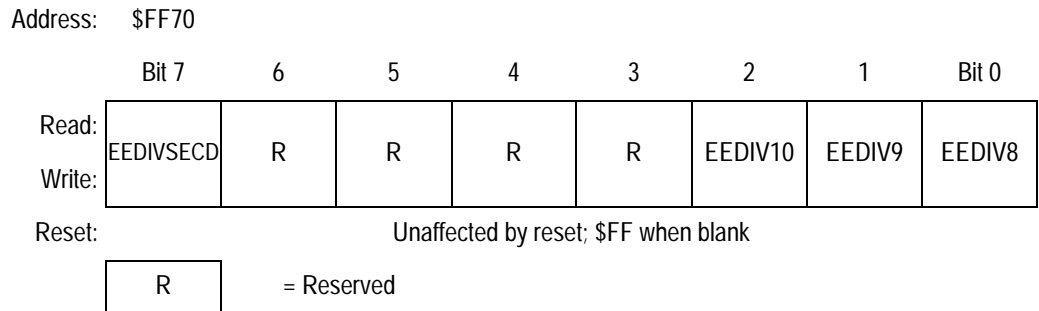 Address: $FF70
Bit 7 6 5 4 3 2 1 Bit 0
Read:
EEDIVSECD R R R R EEDIV10 EEDIV9 EEDIV8
Write:
Reset: Unaffected by reset; $FF when blank
R = Reserved